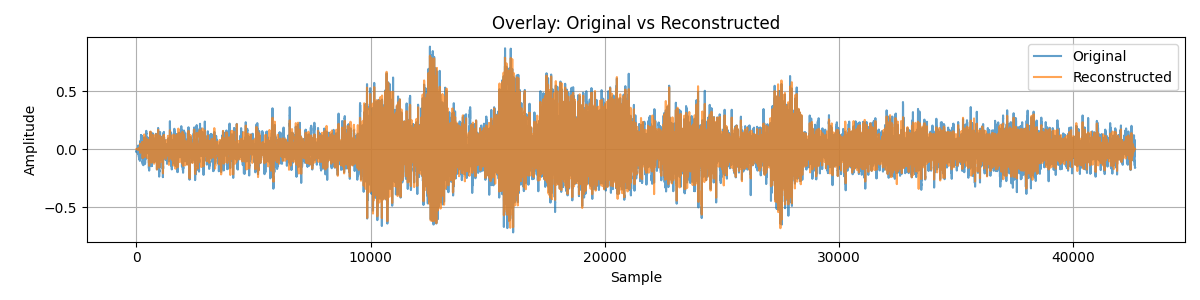 Overlay: Original vs Reconstructed
Original
Reconstructed
Amplitude
0.5
0.0
−0.5
0
10000
20000
30000
40000
Sample